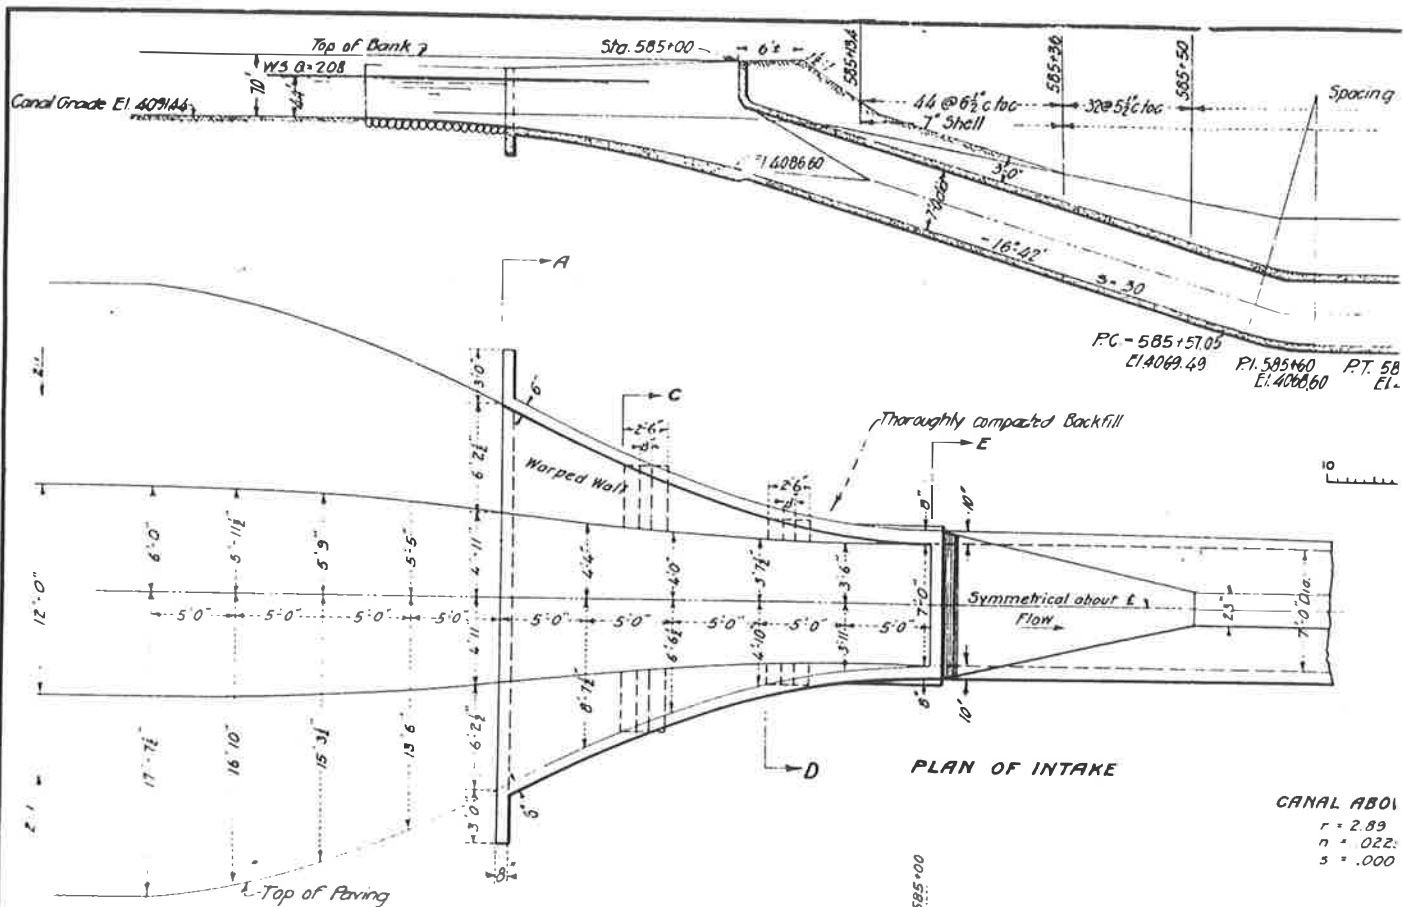 Top of Bank
Sta. 585+00
6'±
1½:1
585+13.4
585+36
585+50
Spacing
WS Q=208
10'
4.4'
44 @ 6½" c to c
32@5½" c to c
7" Shell
Canal Grade El. 4091.44
El 4086.60
3'-0"
7'0"
16°-42'
S=.30
P.C.-585+57.05
El. 4069.49
P.I. 585+60
El. 4068.60
P.T. 58
El.
A
2:1
3'0"
6"
C
2'-6"
8"
Thoroughly compacted Backfill
E
10
6'2½"
Warped Wall
2'6"
8"
8"
10"
12'-0"
6'-0"
5'-11½"
5'9"
5'-5"
4'-11"
4'-4"
4'-0"
3'7½"
3'-6"
7'-0"
Symmetrical about ℄
Flow
23"
7'-0" Dia.
5'-0"
5'-0"
5'-0"
5'0"
5'-0"
5'-0"
5'-0"
5'-0"
5'-0"
4'-11"
8'-7½"
6'-6½"
4'-10"
3'-11"
8"
10"
17'-7½"
16'10"
15'3½"
13'6"
6'2½"
3'0"
6"
D
PLAN OF INTAKE
2:1
8"
Top of Paving
585+00
CANAL ABOV
r = 2.89
n = .022
s = .000